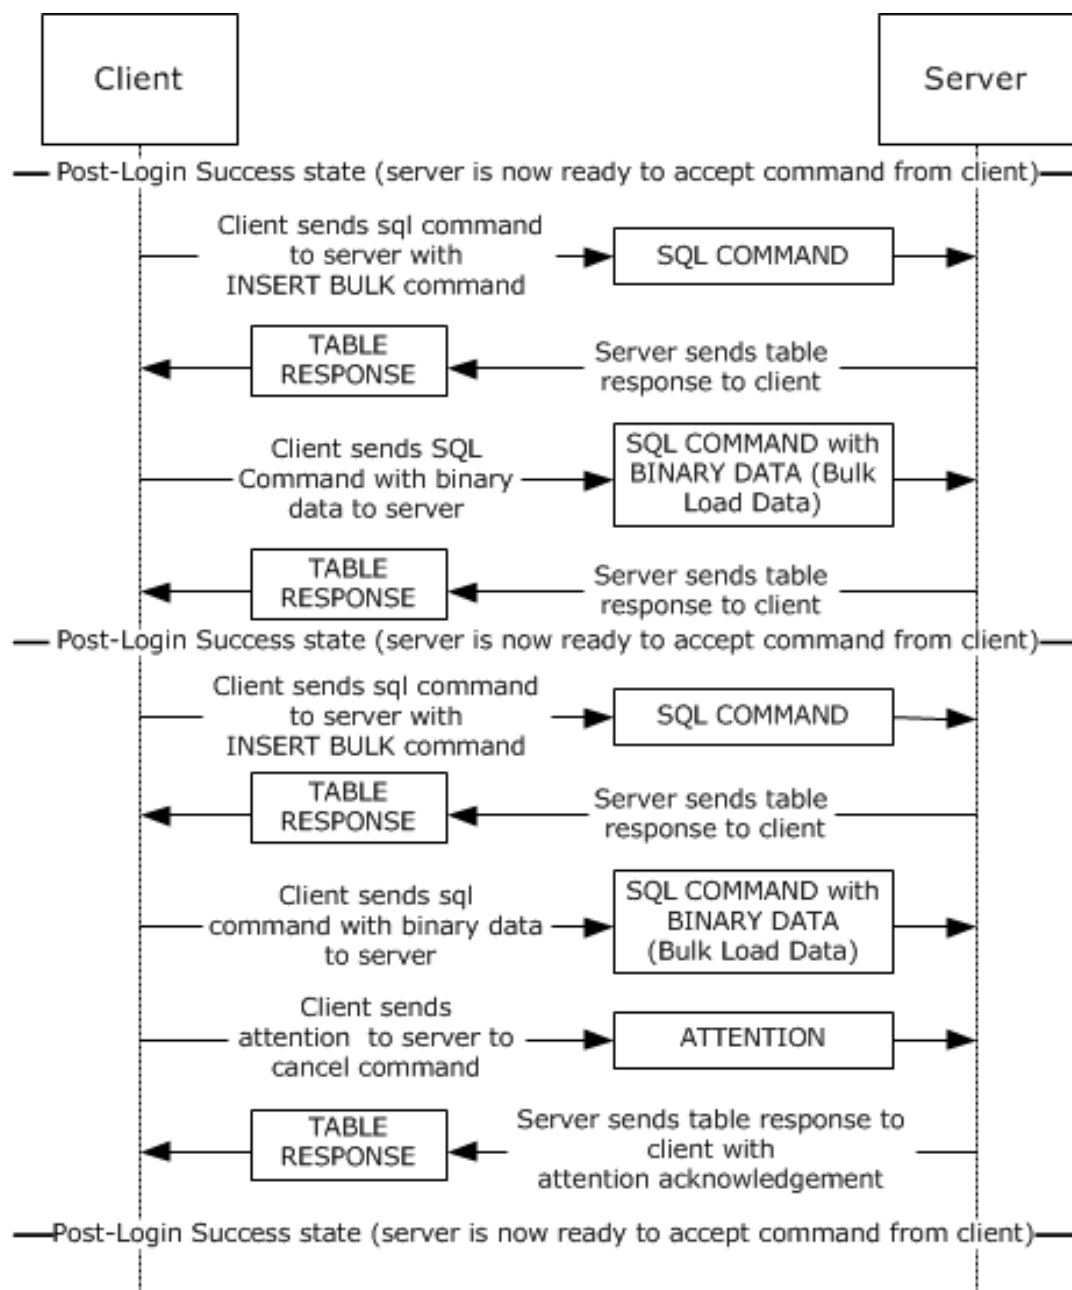 Client
Server
Post-Login Success state (server is now ready to accept command from client)
Client sends sql command
to server with
INSERT BULK command
SQL COMMAND
TABLE
RESPONSE
Server sends table
response to client
Client sends SQL
Command with binary
data to server
SQL COMMAND with
BINARY DATA (Bulk
Load Data)
TABLE
RESPONSE
Server sends table
response to client
Post-Login Success state (server is now ready to accept command from client)
Client sends sql command
to server with
INSERT BULK command
SQL COMMAND
TABLE
RESPONSE
Server sends table
response to client
Client sends sql
command with binary data
to server
SQL COMMAND with
BINARY DATA
(Bulk Load Data)
Client sends
attention to server to
cancel command
ATTENTION
TABLE
RESPONSE
Server sends table response to
client with
attention acknowledgement
Post-Login Success state (server is now ready to accept command from client)